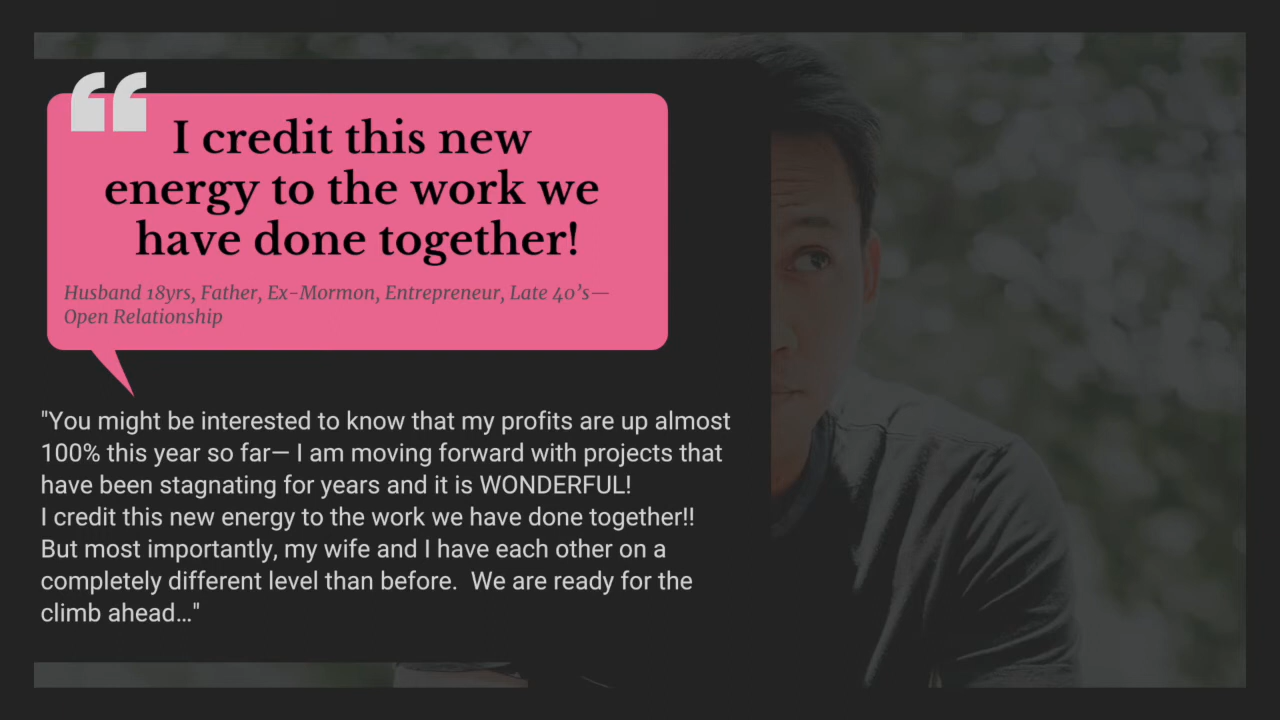 “
I credit this new
energy to the work we
have done together!
Husband 18yrs, Father, Ex-Mormon, Entrepreneur, Late 40’s—
Open Relationship
"You might be interested to know that my profits are up almost
100% this year so far— I am moving forward with projects that
have been stagnating for years and it is WONDERFUL!
I credit this new energy to the work we have done together!!
But most importantly, my wife and I have each other on a
completely different level than before.  We are ready for the
climb ahead..."